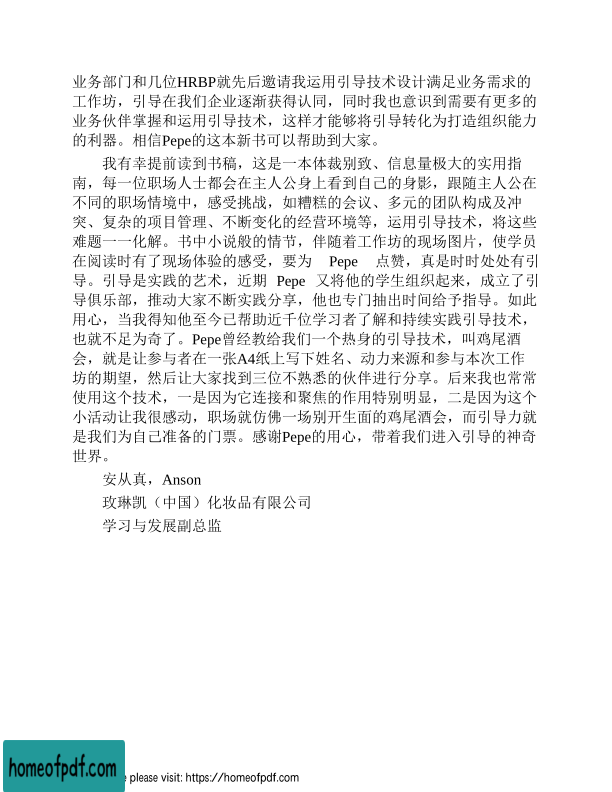 业务部门和几位HRBP就先后邀请我运用引导技术设计满足业务需求的
工作坊，引导在我们企业逐渐获得认同，同时我也意识到需要有更多的
业务伙伴掌握和运用引导技术，这样才能够将引导转化为打造组织能力
的利器。相信Pepe的这本新书可以帮助到大家。
我有幸提前读到书稿，这是一本体裁别致、信息量极大的实用指
南，每一位职场人士都会在主人公身上看到自己的身影，跟随主人公在
不同的职场情境中，感受挑战，如糟糕的会议、多元的团队构成及冲
突、复杂的项目管理、不断变化的经营环境等，运用引导技术，将这些
难题一一化解。书中小说般的情节，伴随着工作坊的现场图片，使学员
在阅读时有了现场体验的感受，要为 Pepe 点赞，真是时时处处有引
导。引导是实践的艺术，近期 Pepe 又将他的学生组织起来，成立了引
导俱乐部，推动大家不断实践分享，他也专门抽出时间给予指导。如此
用心，当我得知他至今已帮助近千位学习者了解和持续实践引导技术，
也就不足为奇了。Pepe曾经教给我们一个热身的引导技术，叫鸡尾酒
会，就是让参与者在一张A4纸上写下姓名、动力来源和参与本次工作
坊的期望，然后让大家找到三位不熟悉的伙伴进行分享。后来我也常常
使用这个技术，一是因为它连接和聚焦的作用特别明显，二是因为这个
小活动让我很感动，职场就仿佛一场别开生面的鸡尾酒会，而引导力就
是我们为自己准备的门票。感谢Pepe的用心，带着我们进入引导的神奇
世界。
安从真，Anson
玫琳凯（中国）化妆品有限公司
学习与发展副总监
homeofpdf.com
please visit: https://homeofpdf.com